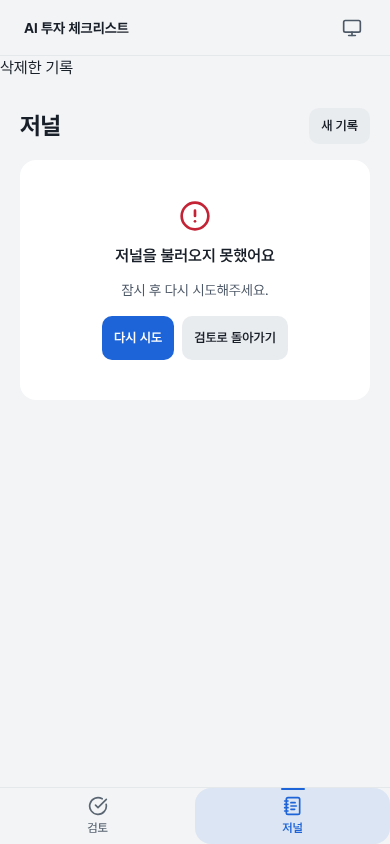 AI 투자 체크리스트
삭제한 기록
저널
새 기록
저널을 불러오지 못했어요
잠시 후 다시 시도해주세요.
다시 시도
검토로 돌아가기
검토
저널